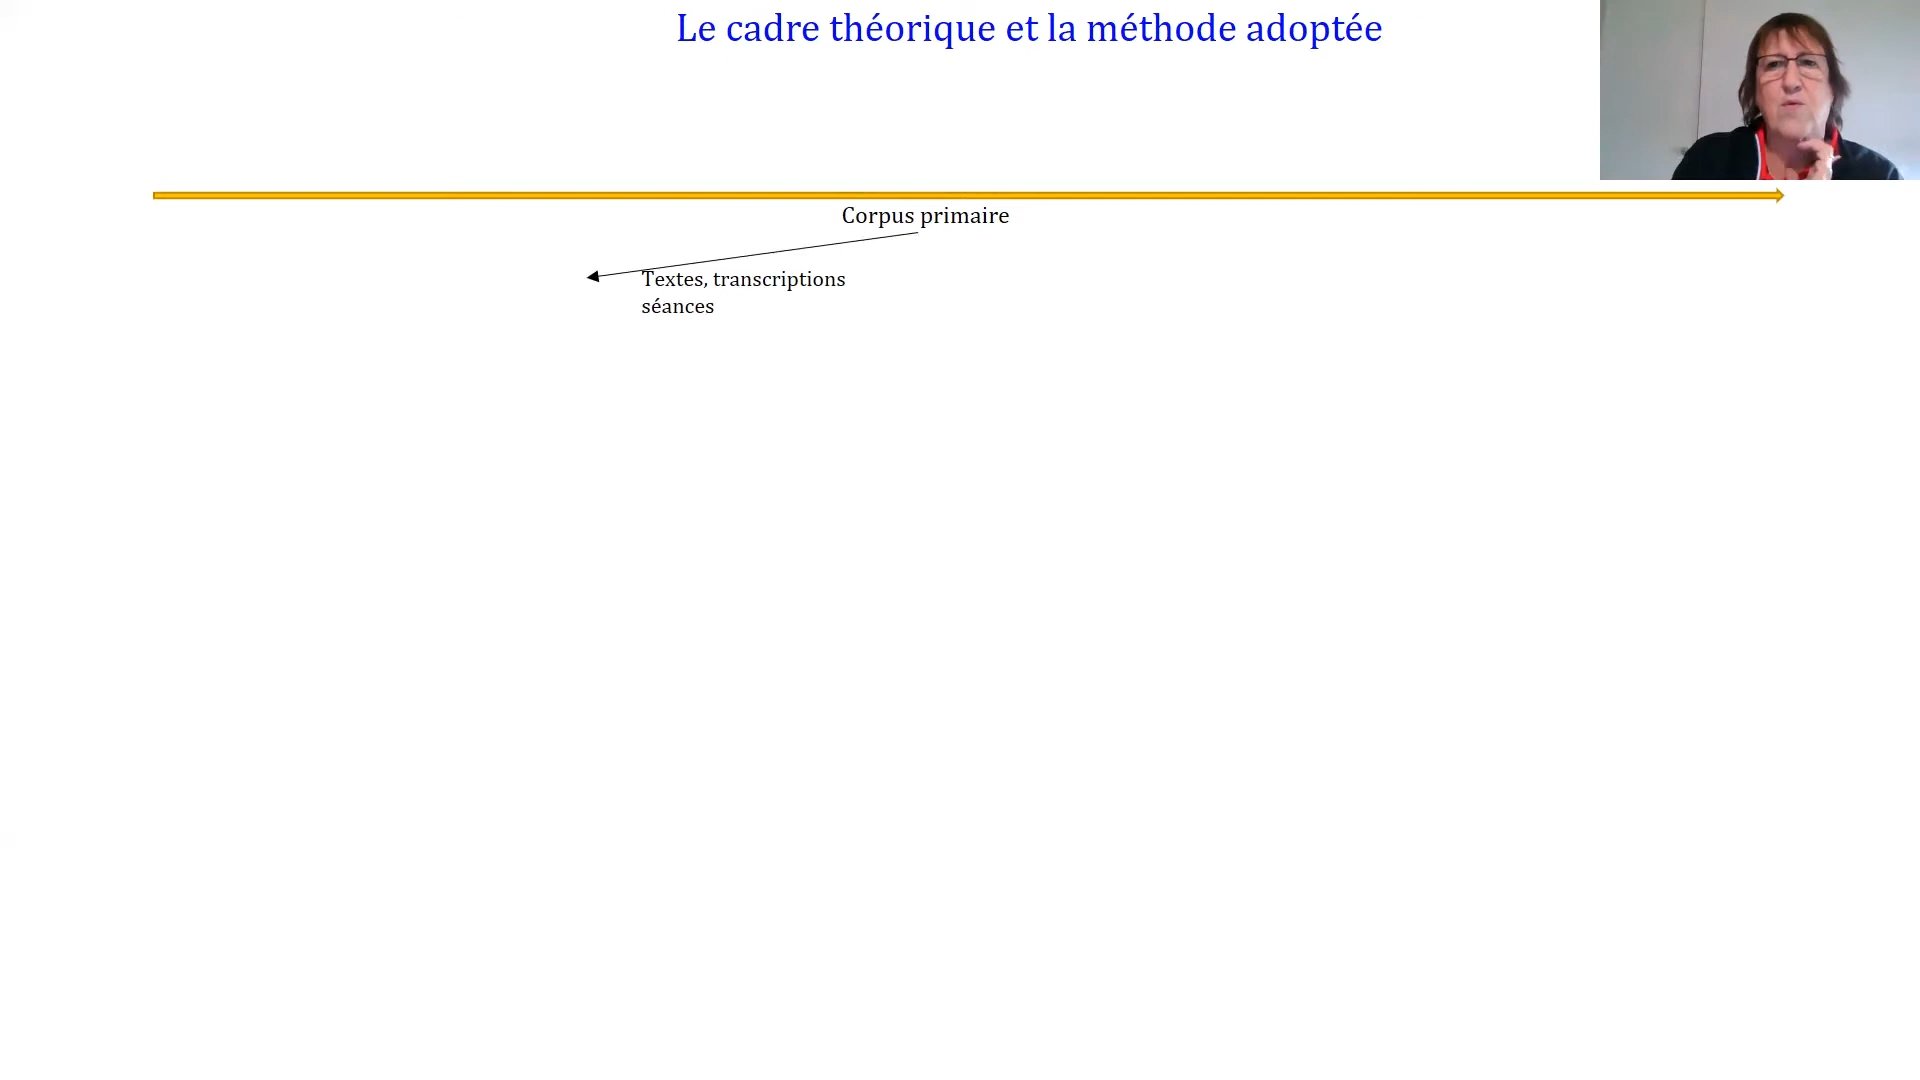 Le cadre théorique et la méthode adoptée
Corpus primaire
Textes, transcriptions
séances